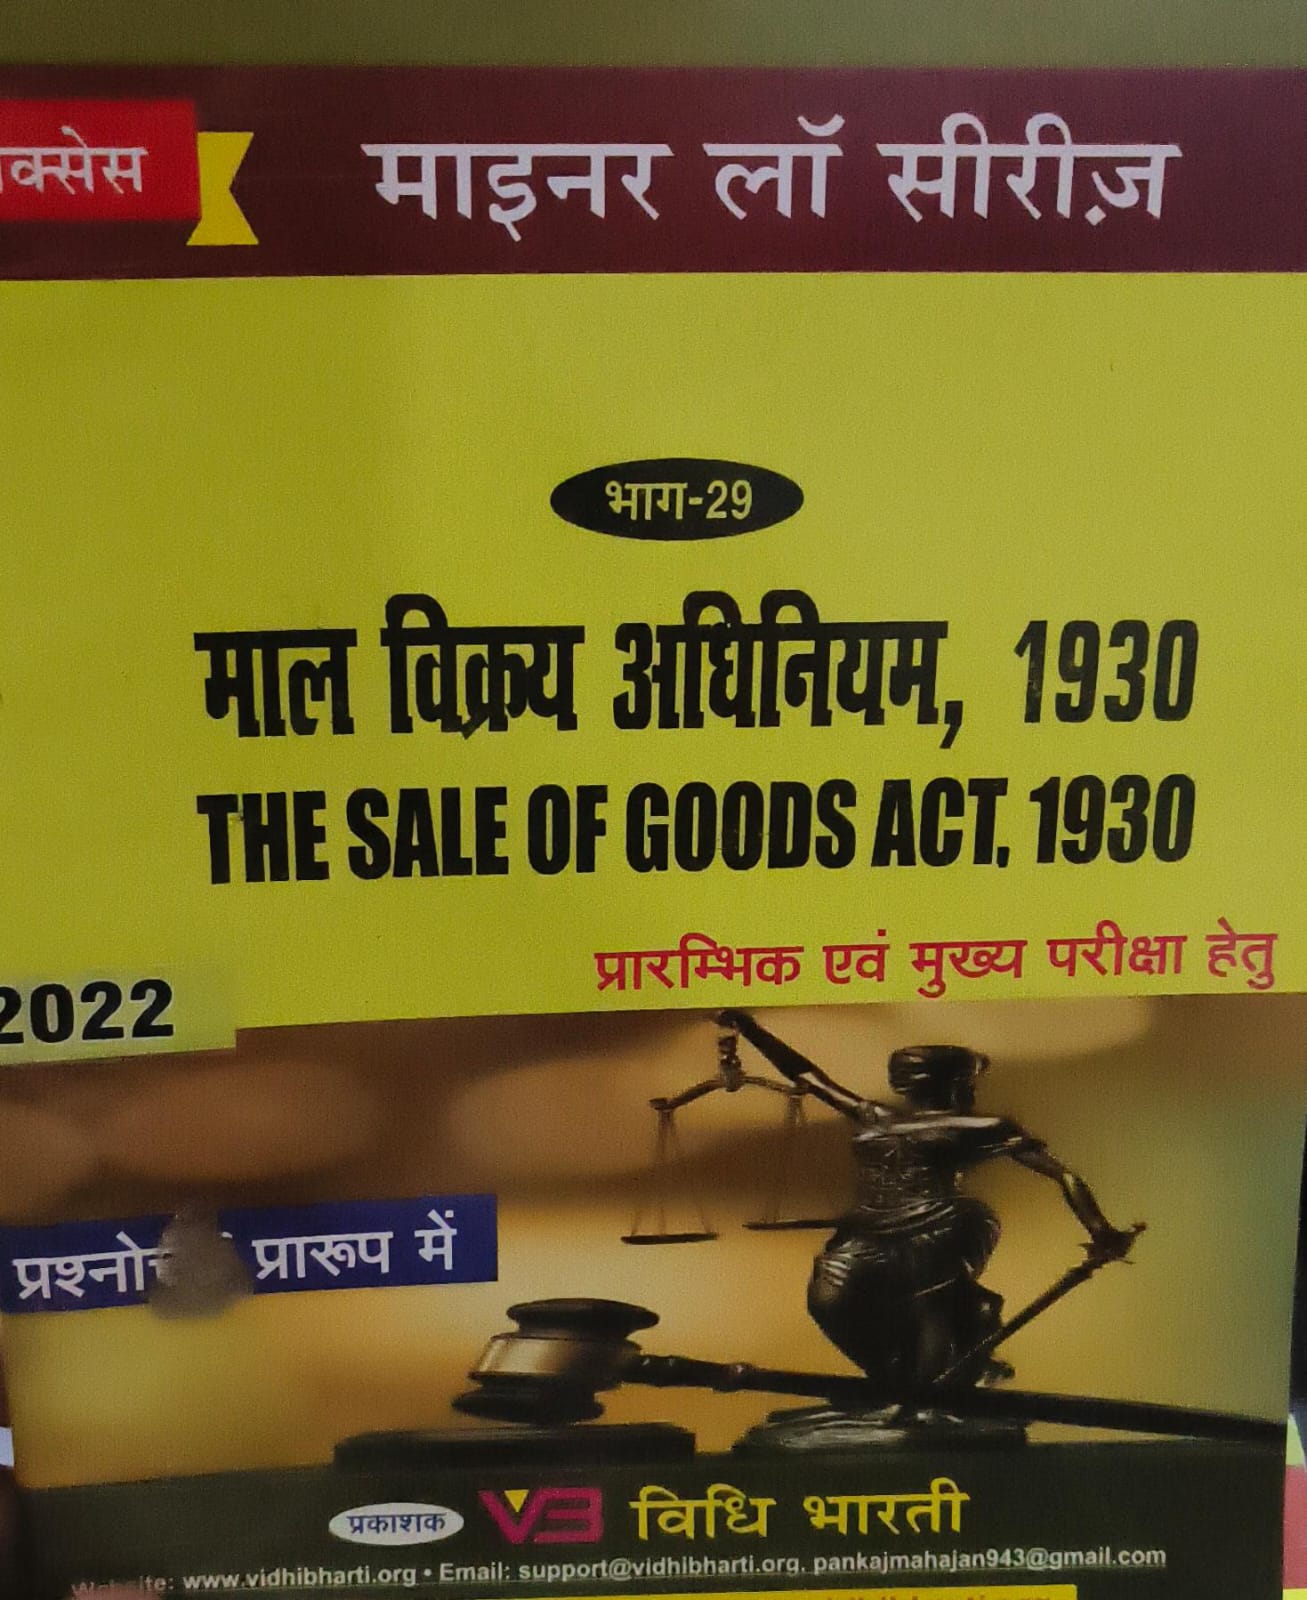 माइनर लॉ सीरीज़
भाग-29
माल विक्रय अधिनियम, 1930
THE SALE OF GOODS ACT, 1930
प्रारम्भिक एवं मुख्य परीक्षा हेतु
2022
प्रारूप में
प्रकाशक VB विधि भारती
www.vidhibharti.org • Email: support@vidhibharti.org, pankajmahajan943@gmail.com